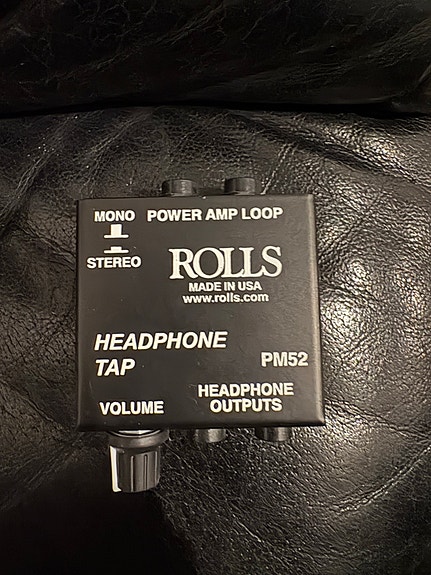 MONO POWER AMP LOOP
STEREO
ROLLS
MADE IN USA
www.rolls.com
HEADPHONE
TAP
PM52
VOLUME
HEADPHONE
OUTPUTS